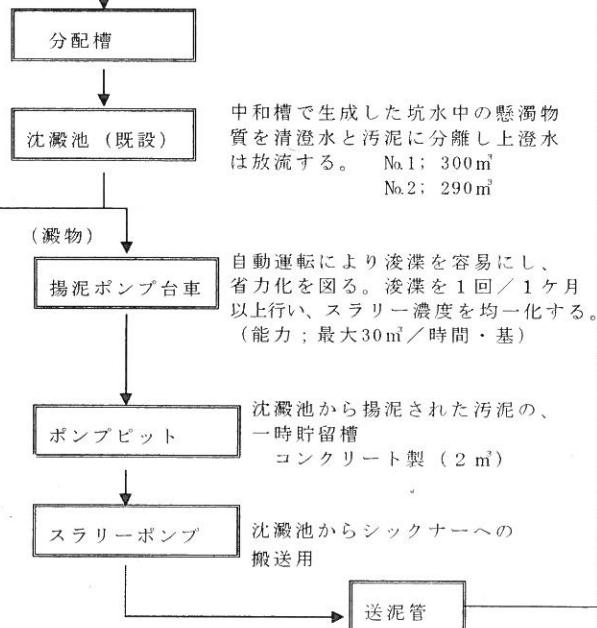 分配槽
沈澱池（既設）
中和槽で生成した坑水中の懸濁物
質を清澄水と汚泥に分離し上澄水
は放流する。　№1；300㎥
№2；290㎥
（澱物）
揚泥ポンプ台車
自動運転により浚渫を容易にし、
省力化を図る。浚渫を１回／１ケ月
以上行い、スラリー濃度を均一化する。
（能力；最大30㎥／時間・基）
ポンプピット
沈澱池から揚泥された汚泥の、
一時貯留槽
コンクリート製（２㎥）
スラリーポンプ
沈澱池からシックナーへの
搬送用
送泥管